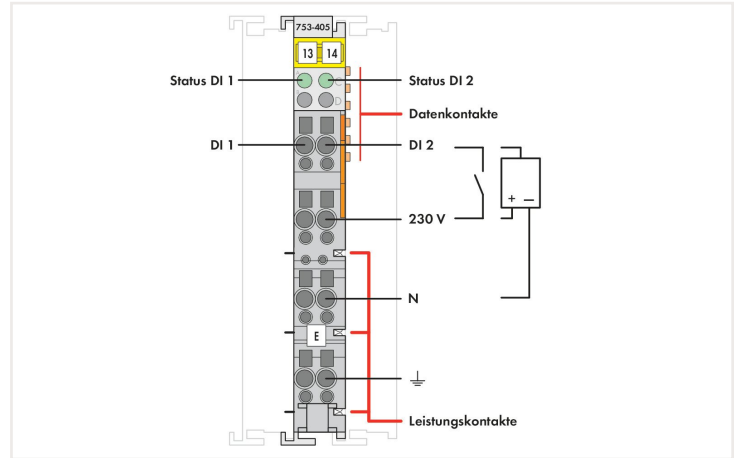 753-405
13 14
Status DI 1
Status DI 2
C
D
Datenkontakte
DI 1
DI 2
+ −
230 V
N
E
Leistungskontakte